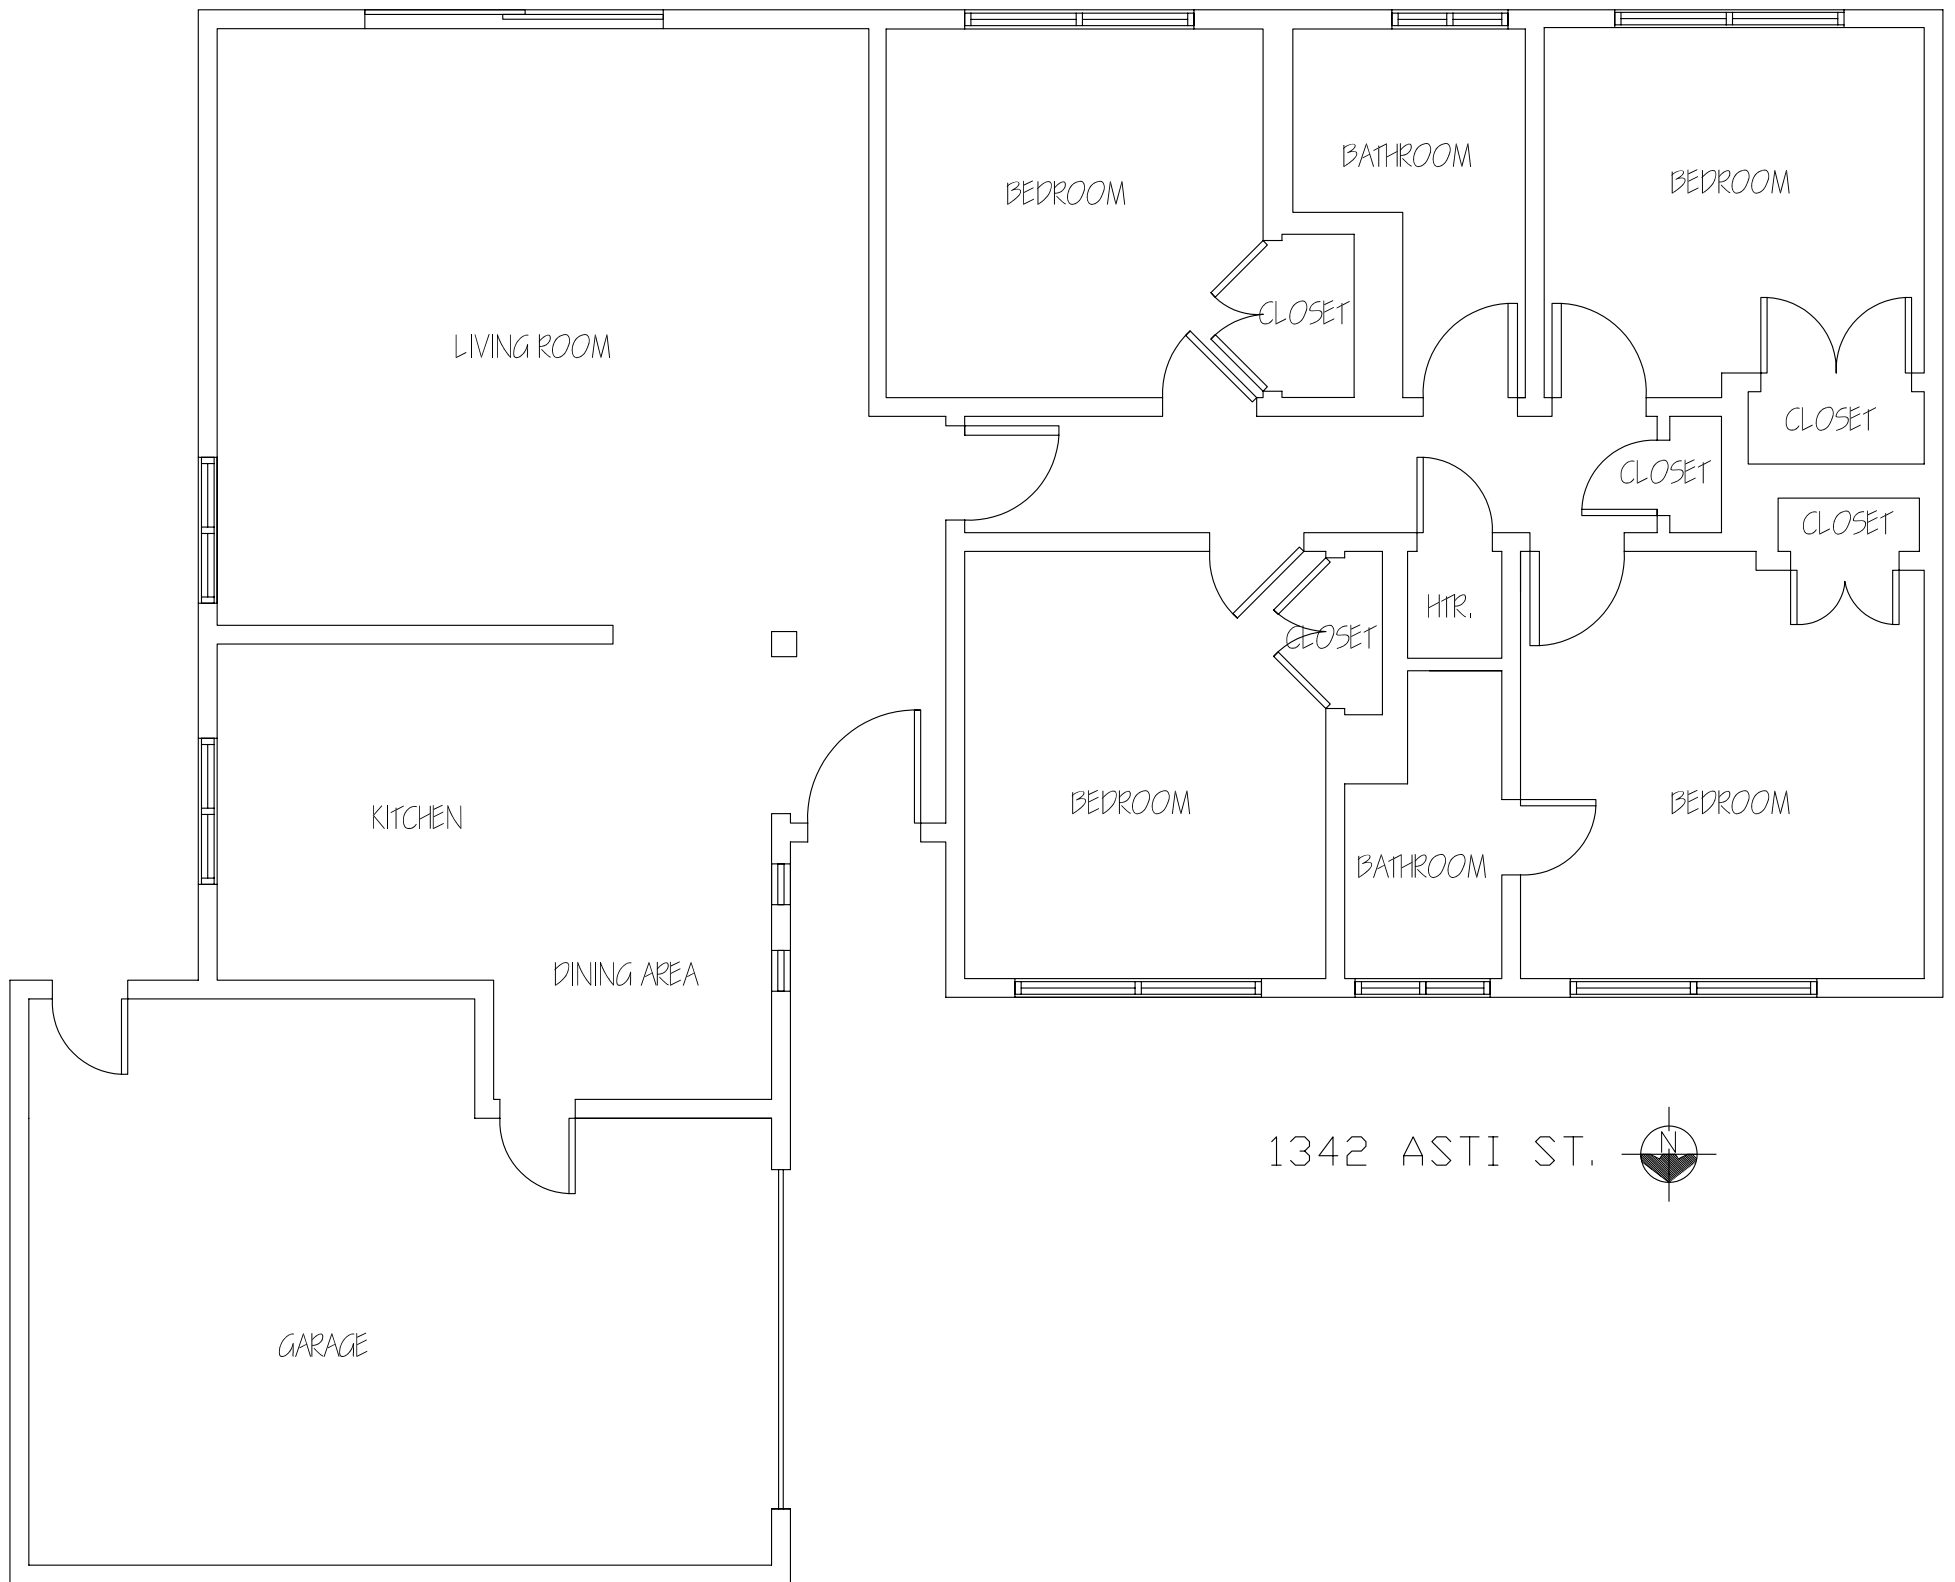 BATHROOM
BEDROOM
BEDROOM
CLOSET
LIVING ROOM
CLOSET
CLOSET
CLOSET
HTR.
CLOSET
BEDROOM
BEDROOM
KITCHEN
BATHROOM
DINING AREA
1342 ASTI ST.
N
GARAGE